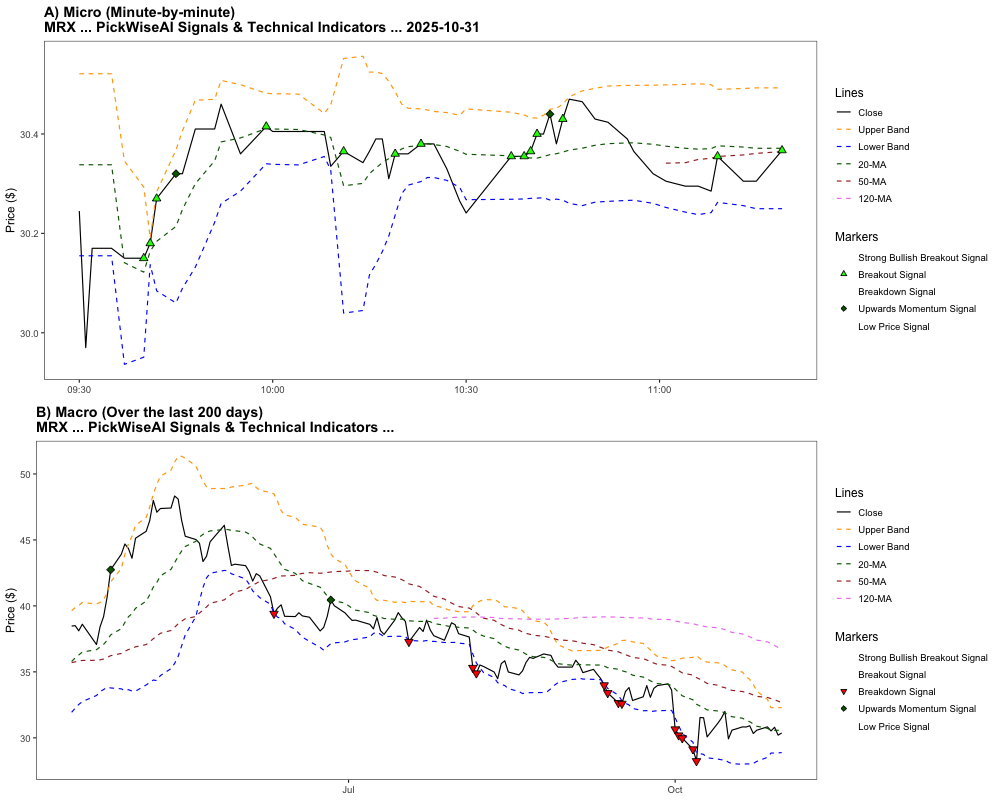 A) Micro (Minute-by-minute)
MRX ... PickWiseAI Signals & Technical Indicators ... 2025-10-31
Price ($)
30.4
30.2
30.0
09:30
10:00
10:30
11:00
Lines
Close
Upper Band
Lower Band
20-MA
50-MA
120-MA
Markers
Strong Bullish Breakout Signal
Breakout Signal
Breakdown Signal
Upwards Momentum Signal
Low Price Signal
B) Macro (Over the last 200 days)
MRX ... PickWiseAI Signals & Technical Indicators ...
Price ($)
50
45
40
35
30
Jul
Oct
Lines
Close
Upper Band
Lower Band
20-MA
50-MA
120-MA
Markers
Strong Bullish Breakout Signal
Breakout Signal
Breakdown Signal
Upwards Momentum Signal
Low Price Signal